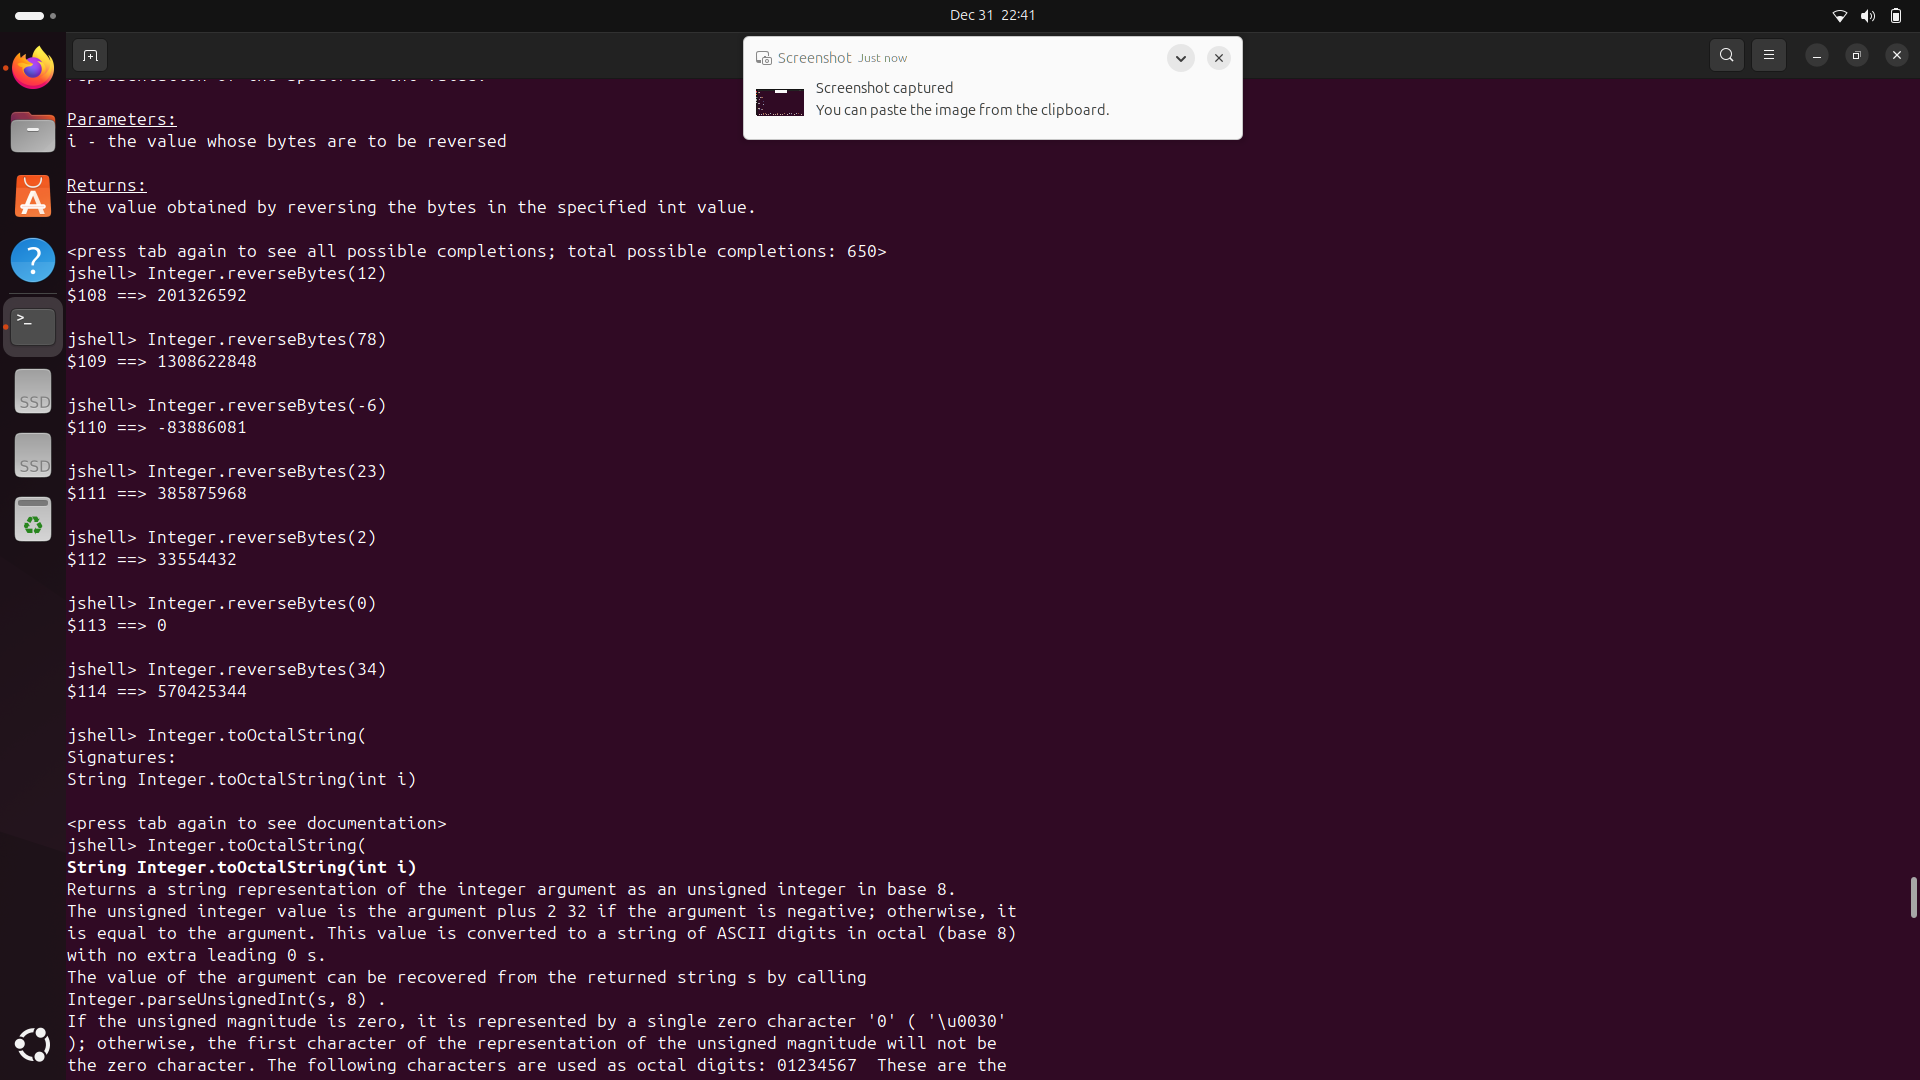 Dec 31 22:41
Screenshot Just now
Screenshot captured
You can paste the image from the clipboard.
Parameters:
i - the value whose bytes are to be reversed
Returns:
the value obtained by reversing the bytes in the specified int value.
<press tab again to see all possible completions; total possible completions: 650>
jshell> Integer.reverseBytes(12)
$108 ==> 201326592
jshell> Integer.reverseBytes(78)
$109 ==> 1308622848
jshell> Integer.reverseBytes(-6)
$110 ==> -83886081
jshell> Integer.reverseBytes(23)
$111 ==> 385875968
jshell> Integer.reverseBytes(2)
$112 ==> 33554432
jshell> Integer.reverseBytes(0)
$113 ==> 0
jshell> Integer.reverseBytes(34)
$114 ==> 570425344
jshell> Integer.toOctalString(
Signatures:
String Integer.toOctalString(int i)
<press tab again to see documentation>
jshell> Integer.toOctalString(
String Integer.toOctalString(int i)
Returns a string representation of the integer argument as an unsigned integer in base 8.
The unsigned integer value is the argument plus 2 32 if the argument is negative; otherwise, it
is equal to the argument. This value is converted to a string of ASCII digits in octal (base 8)
with no extra leading 0 s.
The value of the argument can be recovered from the returned string s by calling
Integer.parseUnsignedInt(s, 8) .
If the unsigned magnitude is zero, it is represented by a single zero character '0' ( '\u0030'
); otherwise, the first character of the representation of the unsigned magnitude will not be
the zero character. The following characters are used as octal digits: 01234567  These are the
>_
SSD
SSD